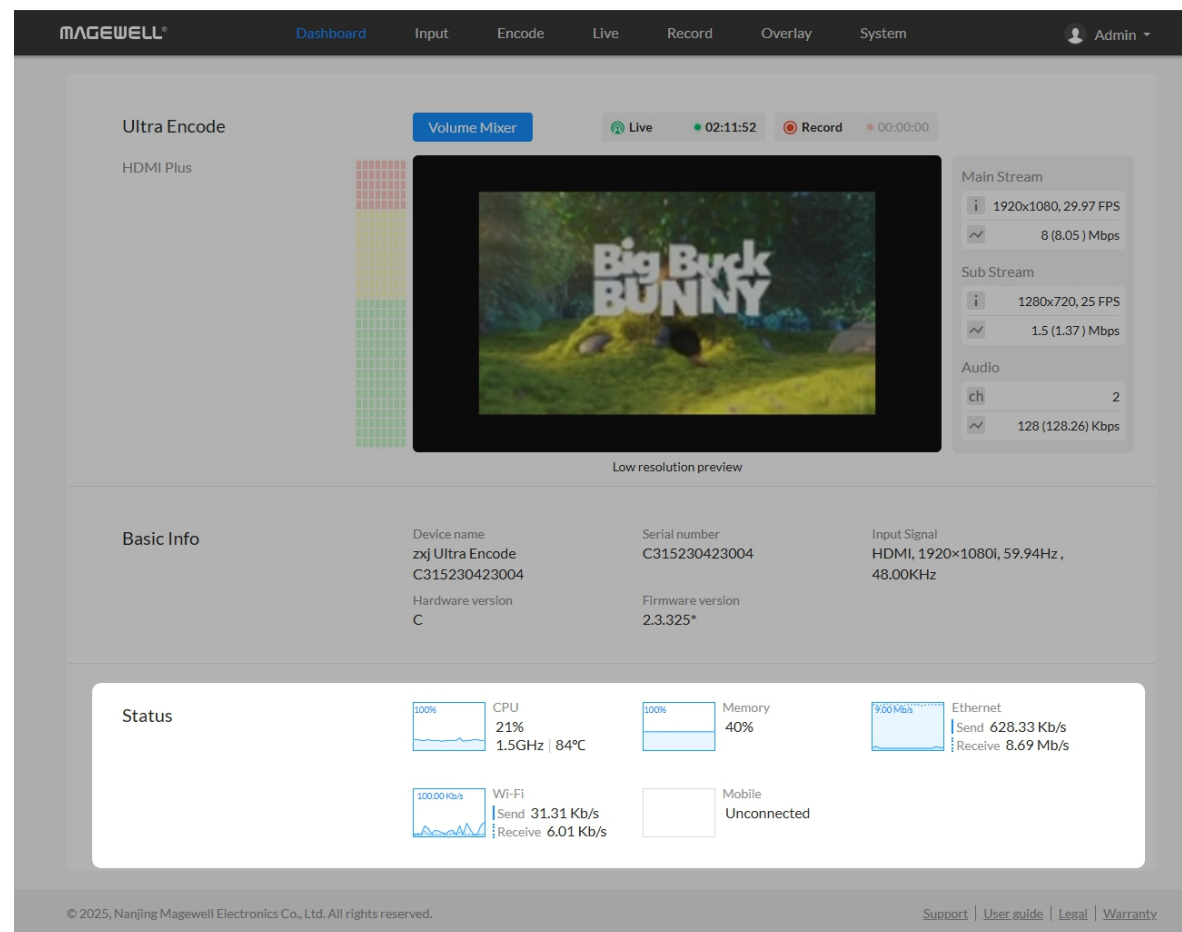 MAGEWELL®
Dashboard Input Encode Live Record Overlay System Admin
Ultra Encode
HDMI Plus
Volume Mixer
Live 02:11:52
Record 00:00:00
Big Buck
BUNNY
Low resolution preview
Main Stream
i 1920x1080, 29.97 FPS
8 (8.05 ) Mbps
Sub Stream
i 1280x720, 25 FPS
1.5 (1.37 ) Mbps
Audio
ch 2
128 (128.26) Kbps
Basic Info
Device name
zxj Ultra Encode
C315230423004
Serial number
C315230423004
Input Signal
HDMI, 1920×1080i, 59.94Hz ,
48.00KHz
Hardware version
C
Firmware version
2.3.325*
Status
100%
CPU
21%
1.5GHz | 84℃
100%
Memory
40%
9.00 Mb/s
Ethernet
Send 628.33 Kb/s
Receive 8.69 Mb/s
100.00 Kb/s
Wi-Fi
Send 31.31 Kb/s
Receive 6.01 Kb/s
Mobile
Unconnected
© 2025, Nanjing Magewell Electronics Co., Ltd. All rights reserved.
Support | User guide | Legal | Warranty